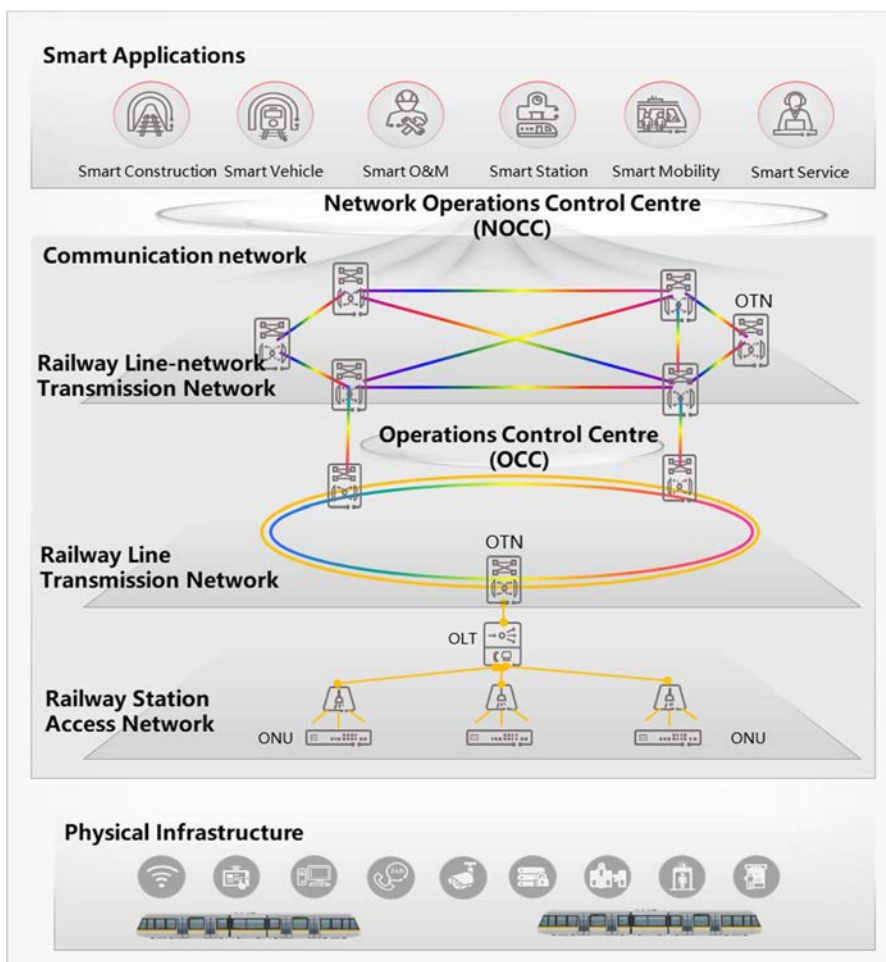 Smart Applications
Smart Construction Smart Vehicle Smart O&M Smart Station Smart Mobility Smart Service
Network Operations Control Centre
(NOCC)
Communication network
OTN
Railway Line-network
Transmission Network
Operations Control Centre
(OCC)
OTN
Railway Line
Transmission Network
OLT
Railway Station
Access Network
ONU
ONU
Physical Infrastructure